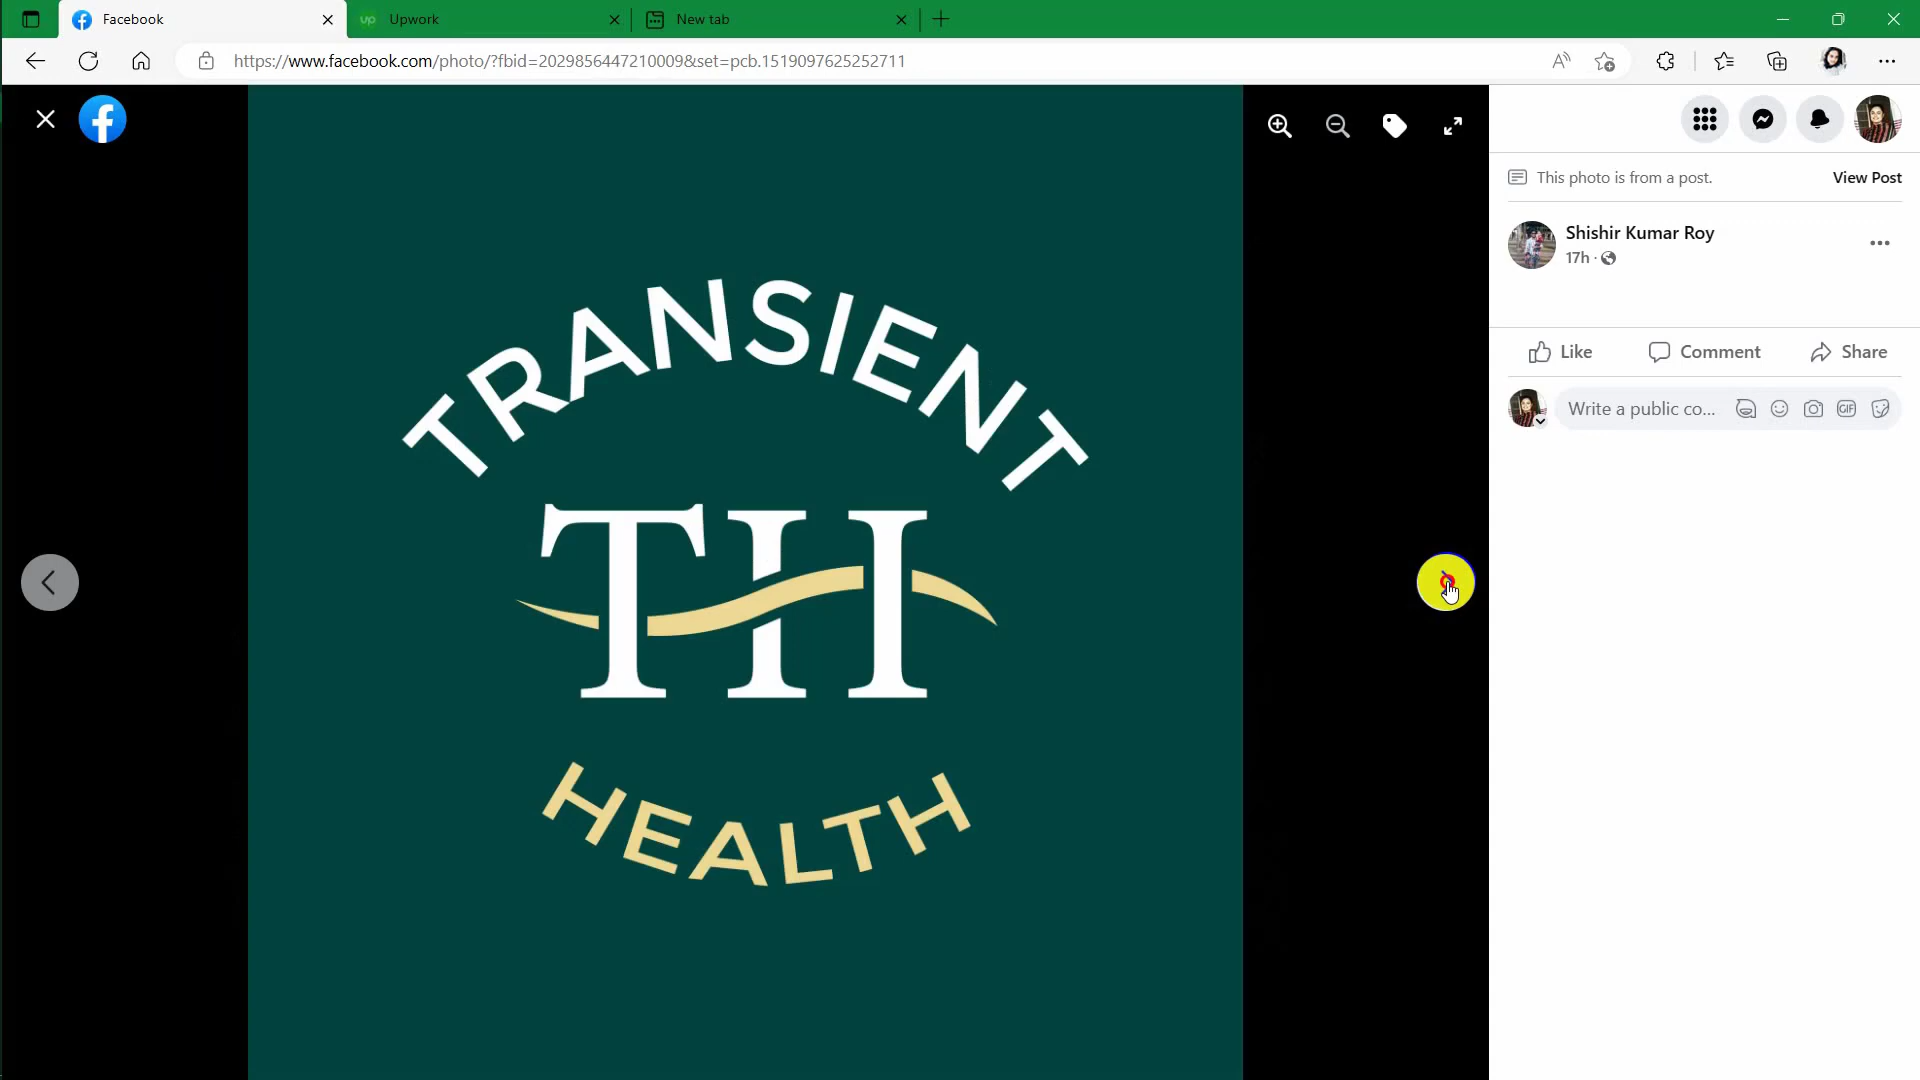 Facebook
Upwork
New tab
https://www.facebook.com/photo/?fbid=2029856447210009&set=pcb.1519097625252711
This photo is from a post.
View Post
Shishir Kumar Roy
17h ·
Like
Comment
Share
Write a public co...
GIF
TRANSIENT
TH
HEALTH